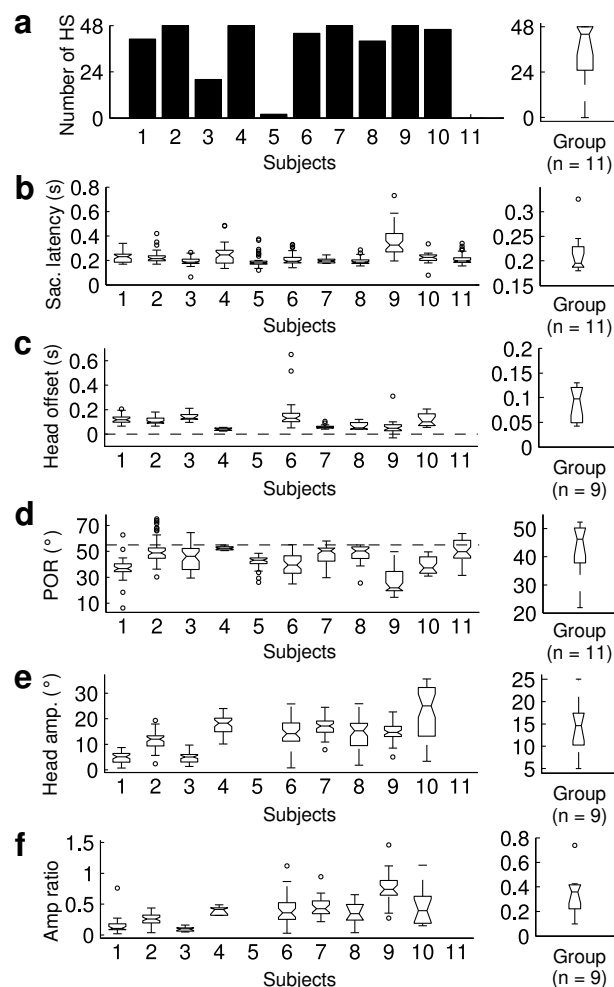 a
Number of HS
48
24
0
1 2 3 4 5 6 7 8 9 10 11
Subjects
48
24
0
Group
(n = 11)
b
Sac. latency (s)
0.8
0.6
0.4
0.2
0
1 2 3 4 5 6 7 8 9 10 11
Subjects
0.3
0.25
0.2
0.15
Group
(n = 11)
c
Head offset (s)
0.6
0.4
0.2
0
1 2 3 4 5 6 7 8 9 10 11
Subjects
0.2
0.15
0.1
0.05
0
Group
(n = 9)
d
POR (°)
70
50
30
10
1 2 3 4 5 6 7 8 9 10 11
Subjects
50
40
30
20
Group
(n = 11)
e
Head amp. (°)
30
20
10
0
1 2 3 4 5 6 7 8 9 10 11
Subjects
25
20
15
10
5
Group
(n = 9)
f
Amp ratio
1.5
1
0.5
0
1 2 3 4 5 6 7 8 9 10 11
Subjects
0.8
0.6
0.4
0.2
0
Group
(n = 9)